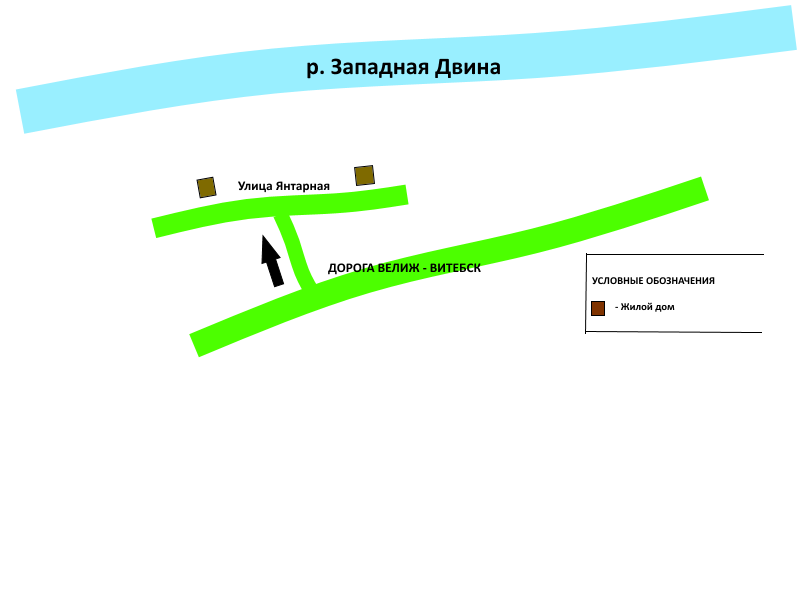 р. Западная Двина
Улица Янтарная
ДОРОГА ВЕЛИЖ - ВИТЕБСК
УСЛОВНЫЕ ОБОЗНАЧЕНИЯ
- Жилой дом